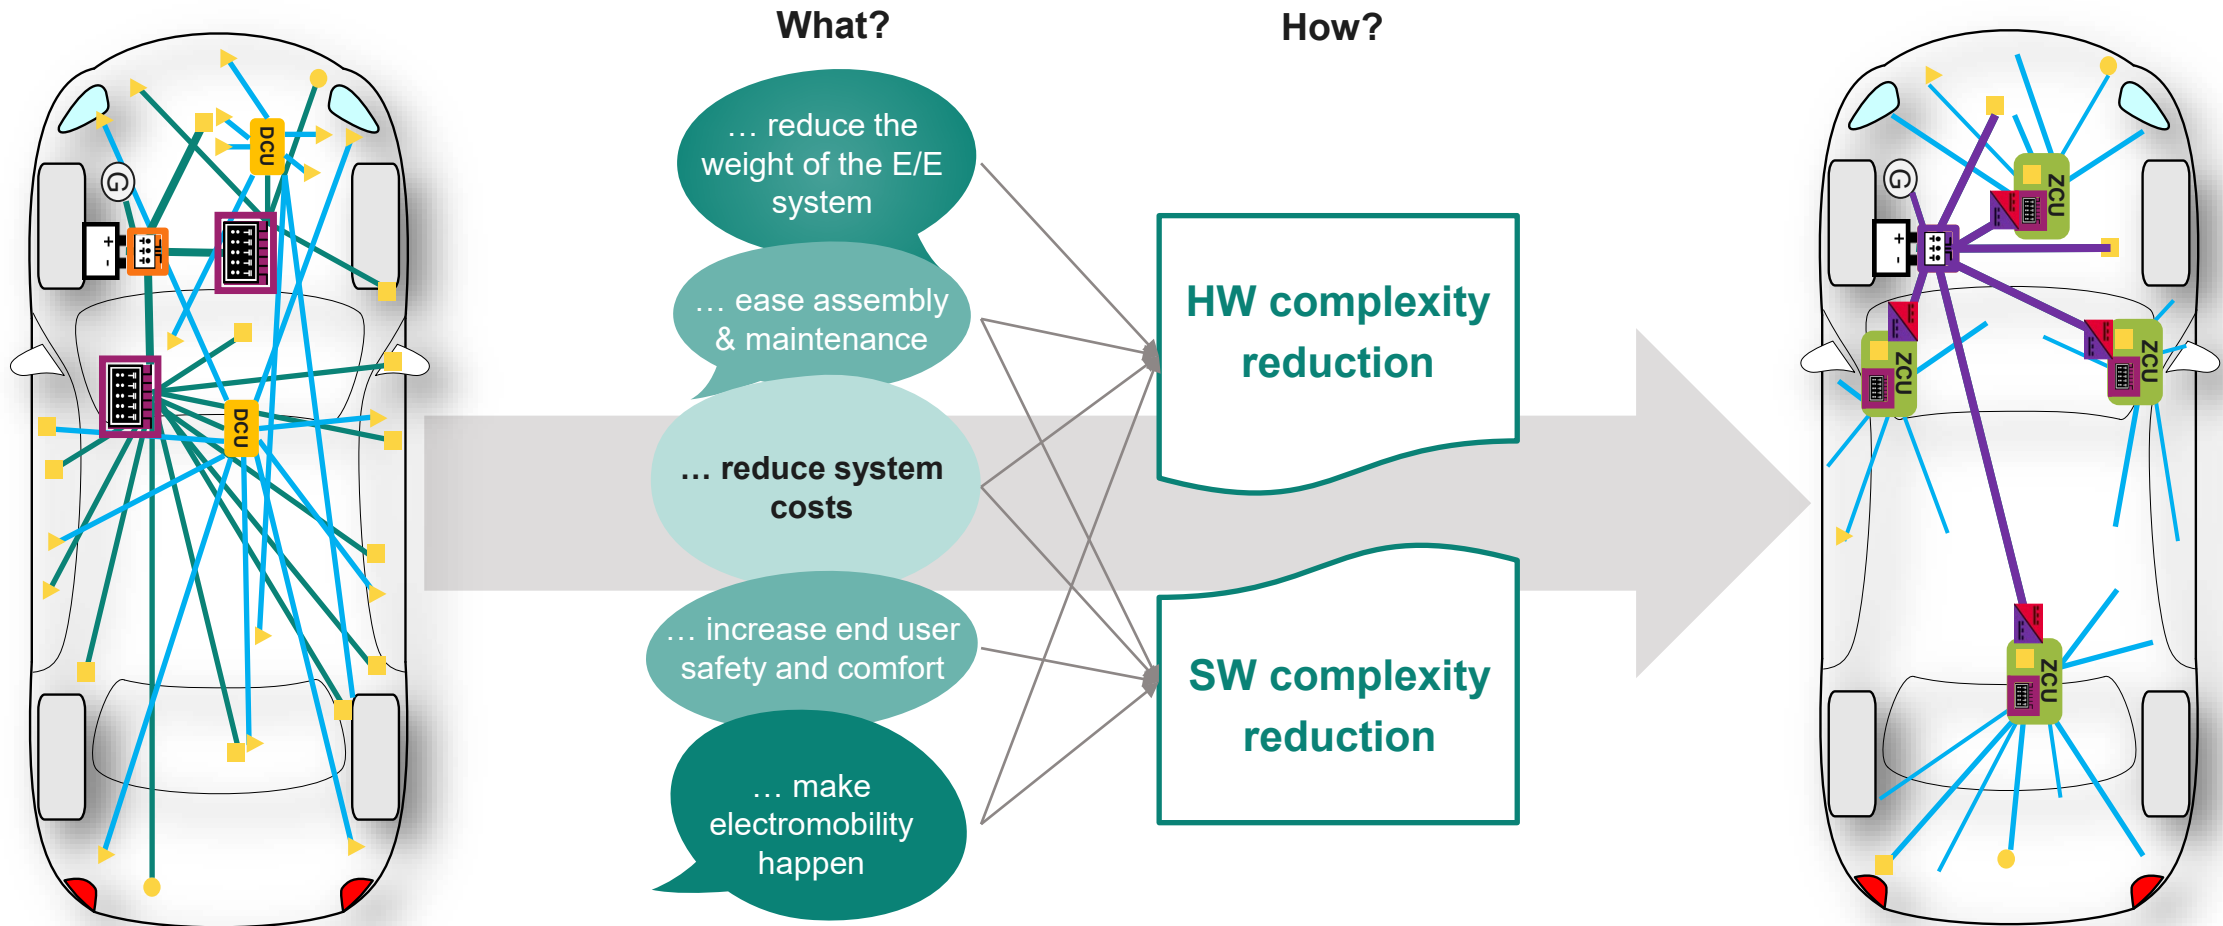 What?
How?
… reduce the
weight of the E/E
system
… ease assembly
& maintenance
… reduce system
costs
… increase end user
safety and comfort
… make
electromobility
happen
HW complexity
reduction
SW complexity
reduction
DCU
G
+
-
DCU
ZCU
G
+
-
ZCU
ZCU
ZCU